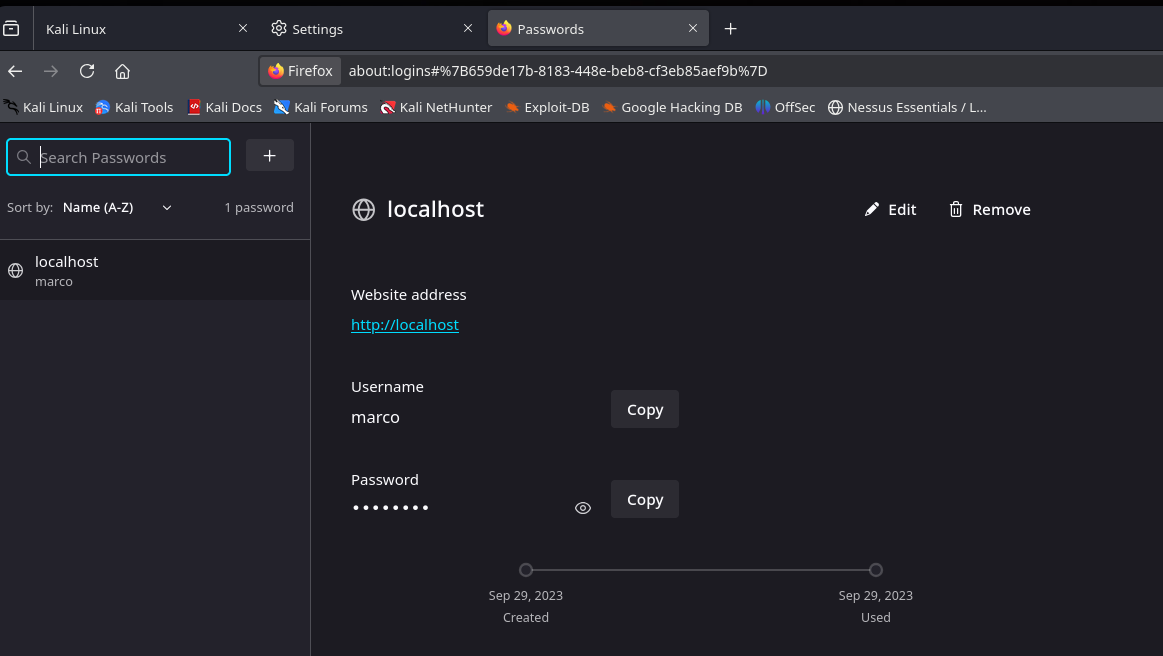 Kali Linux
Settings
Passwords
Firefox about:logins#%7B659de17b-8183-448e-beb8-cf3eb85aef9b%7D
Kali Linux Kali Tools Kali Docs Kali Forums Kali NetHunter Exploit-DB Google Hacking DB OffSec Nessus Essentials / L...
Search Passwords
Sort by: Name (A-Z) 1 password
localhost
marco
localhost
Edit Remove
Website address
http://localhost
Username
marco
Copy
Password
••••••••
Copy
Sep 29, 2023
Created
Sep 29, 2023
Used